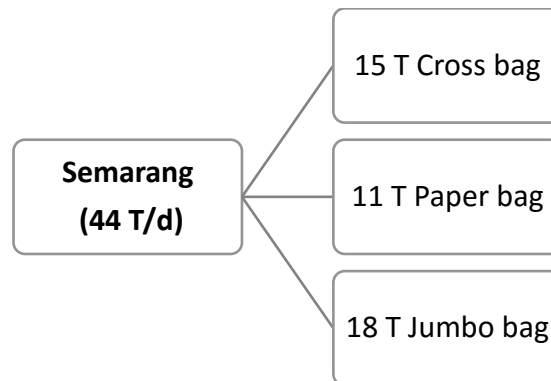 15 T Cross bag
Semarang
(44 T/d)
11 T Paper bag
18 T Jumbo bag